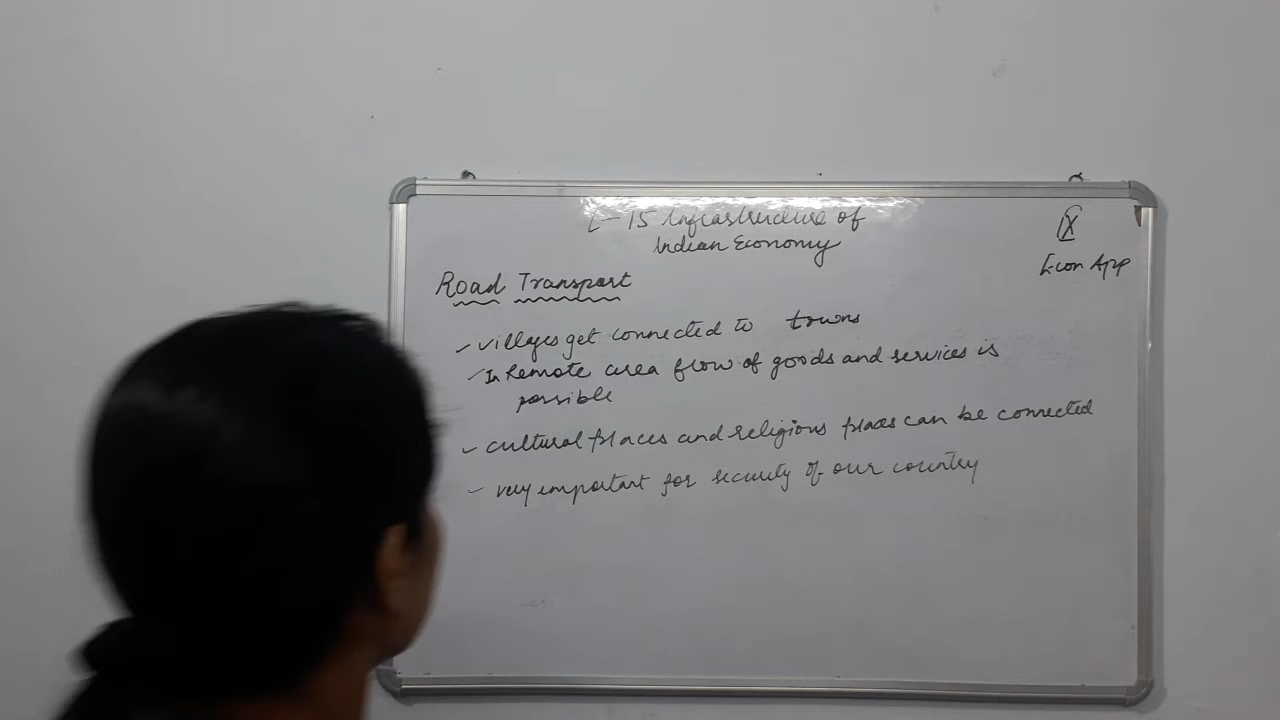 L-15 Infrastructure of
Indian Economy
IX
Econ App
Road Transport
villages get connected to towns
In Remote area flow of goods and services is
possible
cultural places and religious places can be connected
very important for security of our country